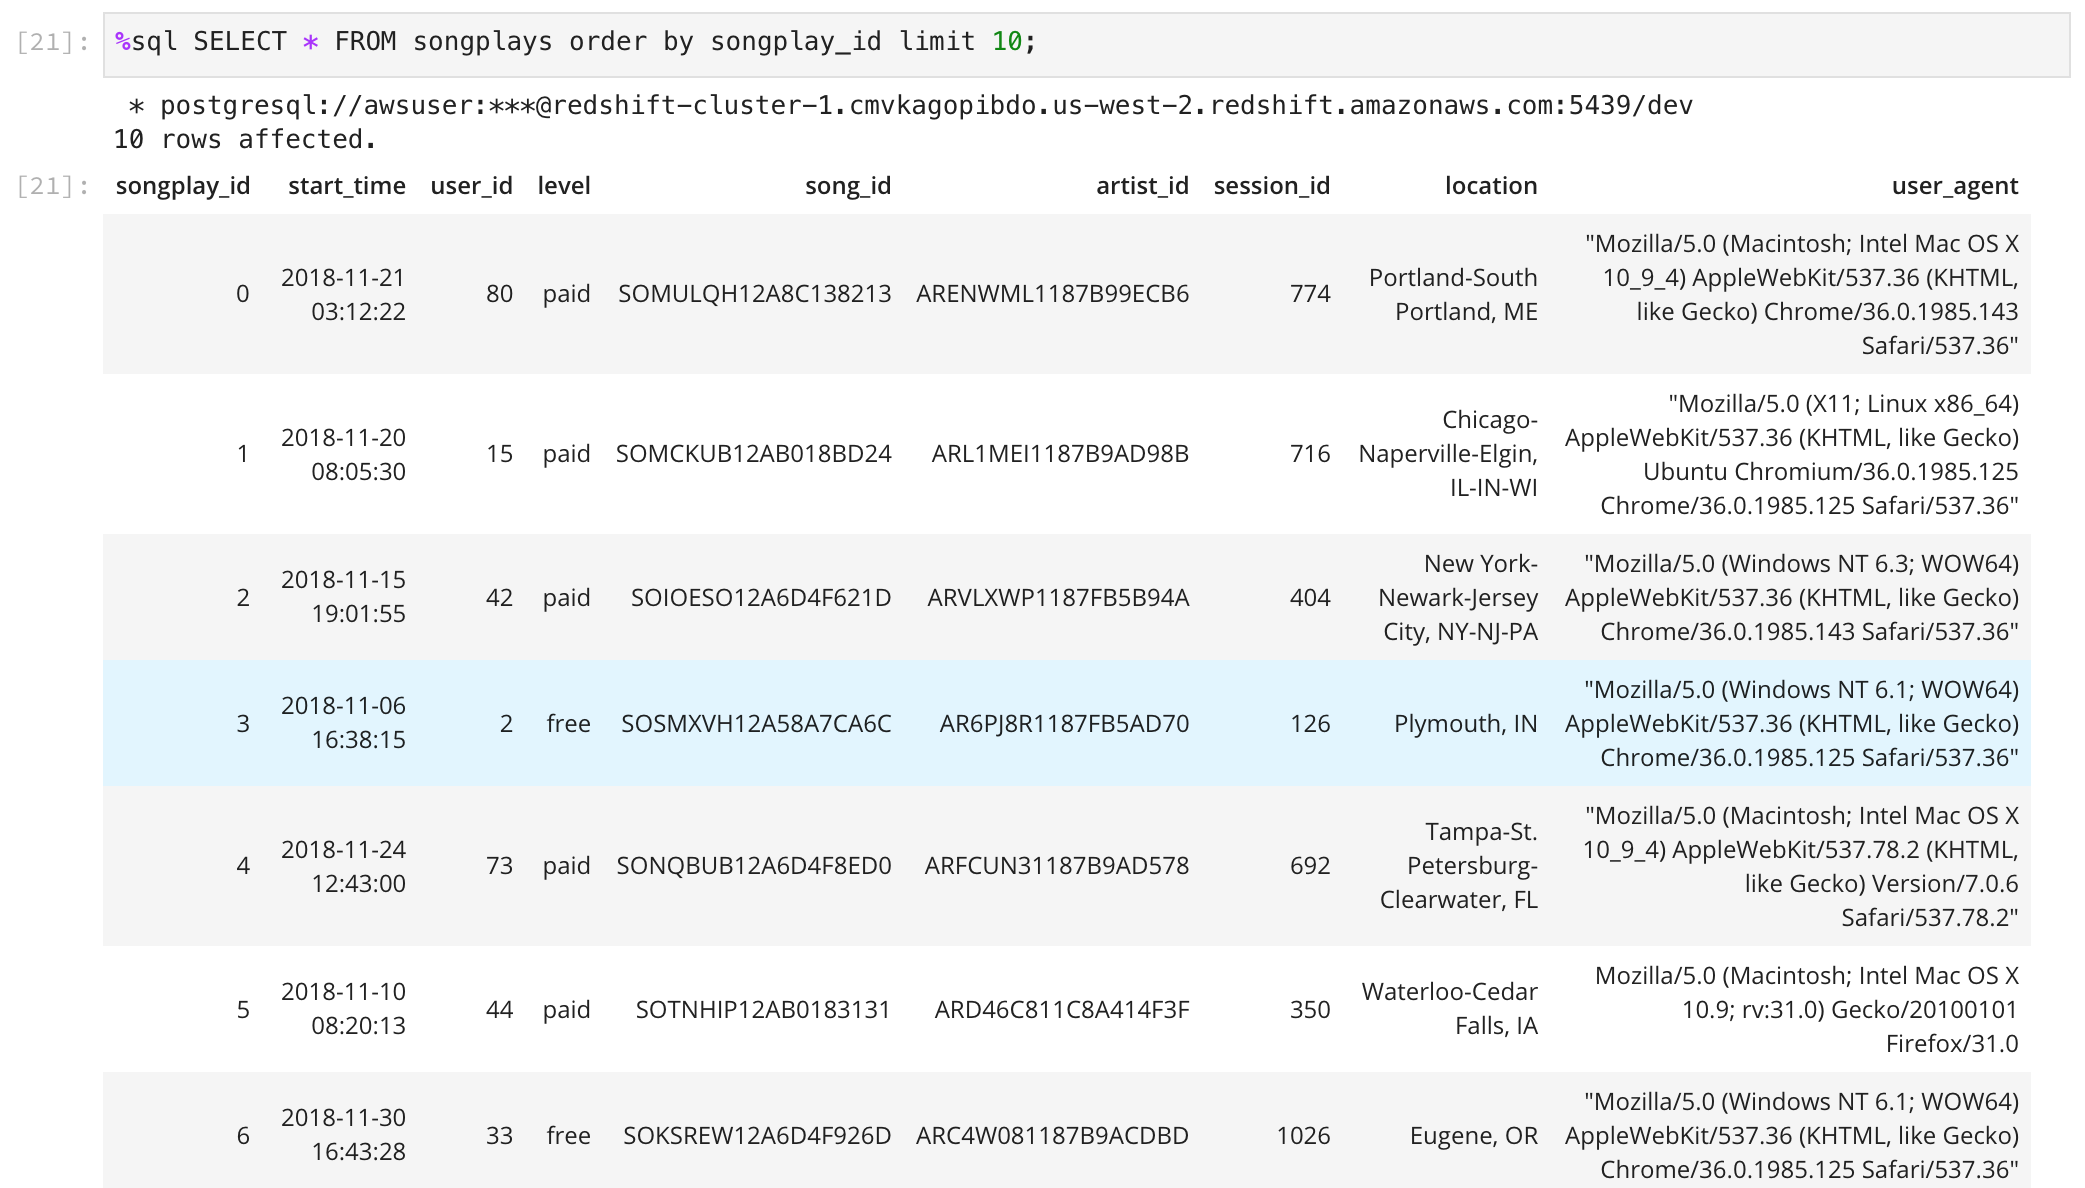 [21]: %sql SELECT * FROM songplays order by songplay_id limit 10;
* postgresql://awsuser:***@redshift-cluster-1.cmvkagopibdo.us-west-2.redshift.amazonaws.com:5439/dev
10 rows affected.
[21]: songplay_id start_time user_id level song_id artist_id session_id location user_agent
0 2018-11-21 03:12:22 80 paid SOMULQH12A8C138213 ARENWML1187B99ECB6 774 Portland-South Portland, ME "Mozilla/5.0 (Macintosh; Intel Mac OS X 10_9_4) AppleWebKit/537.36 (KHTML, like Gecko) Chrome/36.0.1985.143 Safari/537.36"
1 2018-11-20 08:05:30 15 paid SOMCKUB12AB018BD24 ARL1MEI1187B9AD98B 716 Chicago-Naperville-Elgin, IL-IN-WI "Mozilla/5.0 (X11; Linux x86_64) AppleWebKit/537.36 (KHTML, like Gecko) Ubuntu Chromium/36.0.1985.125 Chrome/36.0.1985.125 Safari/537.36"
2 2018-11-15 19:01:55 42 paid SOIOESO12A6D4F621D ARVLXWP1187FB5B94A 404 New York-Newark-Jersey City, NY-NJ-PA "Mozilla/5.0 (Windows NT 6.3; WOW64) AppleWebKit/537.36 (KHTML, like Gecko) Chrome/36.0.1985.143 Safari/537.36"
3 2018-11-06 16:38:15 2 free SOSMXVH12A58A7CA6C AR6PJ8R1187FB5AD70 126 Plymouth, IN "Mozilla/5.0 (Windows NT 6.1; WOW64) AppleWebKit/537.36 (KHTML, like Gecko) Chrome/36.0.1985.125 Safari/537.36"
4 2018-11-24 12:43:00 73 paid SONQBUB12A6D4F8ED0 ARFCUN31187B9AD578 692 Tampa-St. Petersburg-Clearwater, FL "Mozilla/5.0 (Macintosh; Intel Mac OS X 10_9_4) AppleWebKit/537.78.2 (KHTML, like Gecko) Version/7.0.6 Safari/537.78.2"
5 2018-11-10 08:20:13 44 paid SOTNHIP12AB0183131 ARD46C811C8A414F3F 350 Waterloo-Cedar Falls, IA Mozilla/5.0 (Macintosh; Intel Mac OS X 10.9; rv:31.0) Gecko/20100101 Firefox/31.0
6 2018-11-30 16:43:28 33 free SOKSREW12A6D4F926D ARC4W081187B9ACDBD 1026 Eugene, OR "Mozilla/5.0 (Windows NT 6.1; WOW64) AppleWebKit/537.36 (KHTML, like Gecko) Chrome/36.0.1985.125 Safari/537.36"